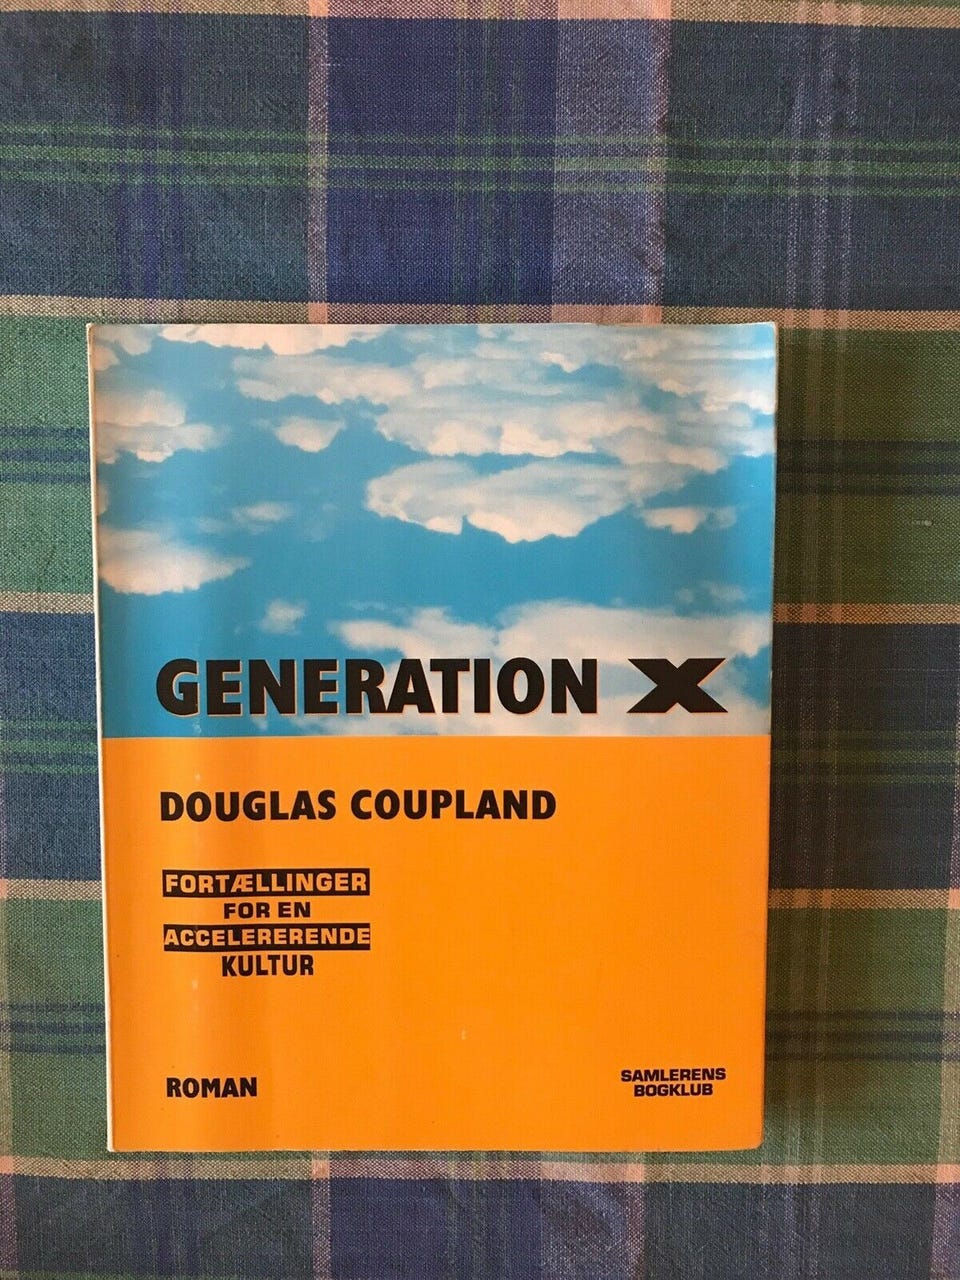 GENERATION X
DOUGLAS COUPLAND
FORTÆLLINGER
FOR EN
ACCELERERENDE
KULTUR
ROMAN
SAMLERENS
BOGKLUB